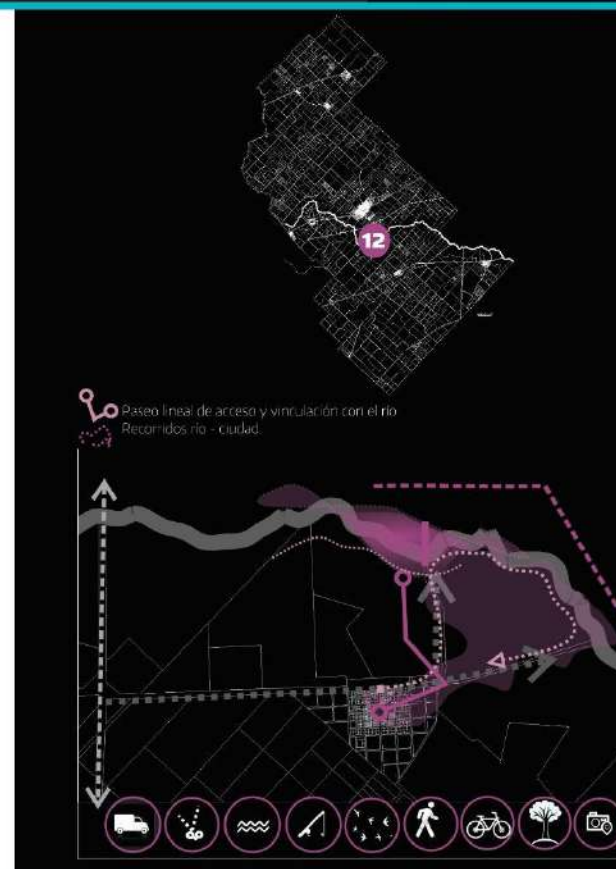 12
Paseo lineal de acceso y vinculación con el río
Recorridos río - ciudad.